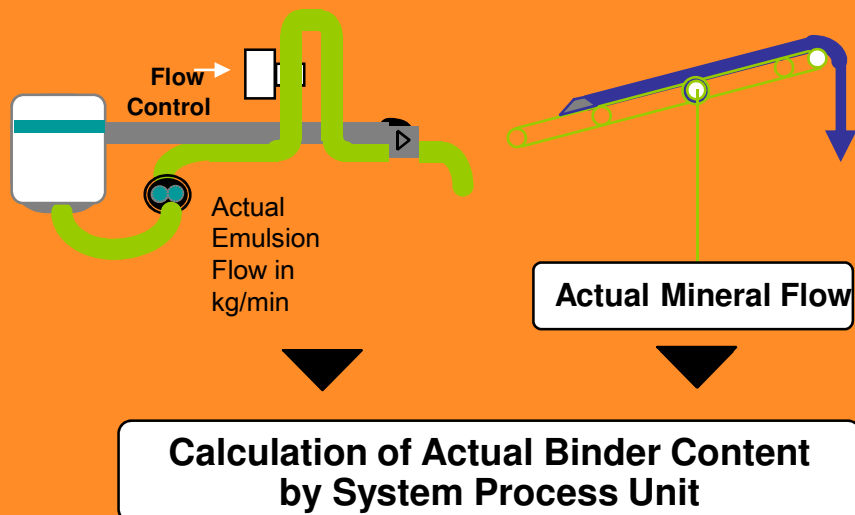 Flow
Control
Actual
Emulsion
Flow in
kg/min
Actual Mineral Flow
Calculation of Actual Binder Content
by System Process Unit